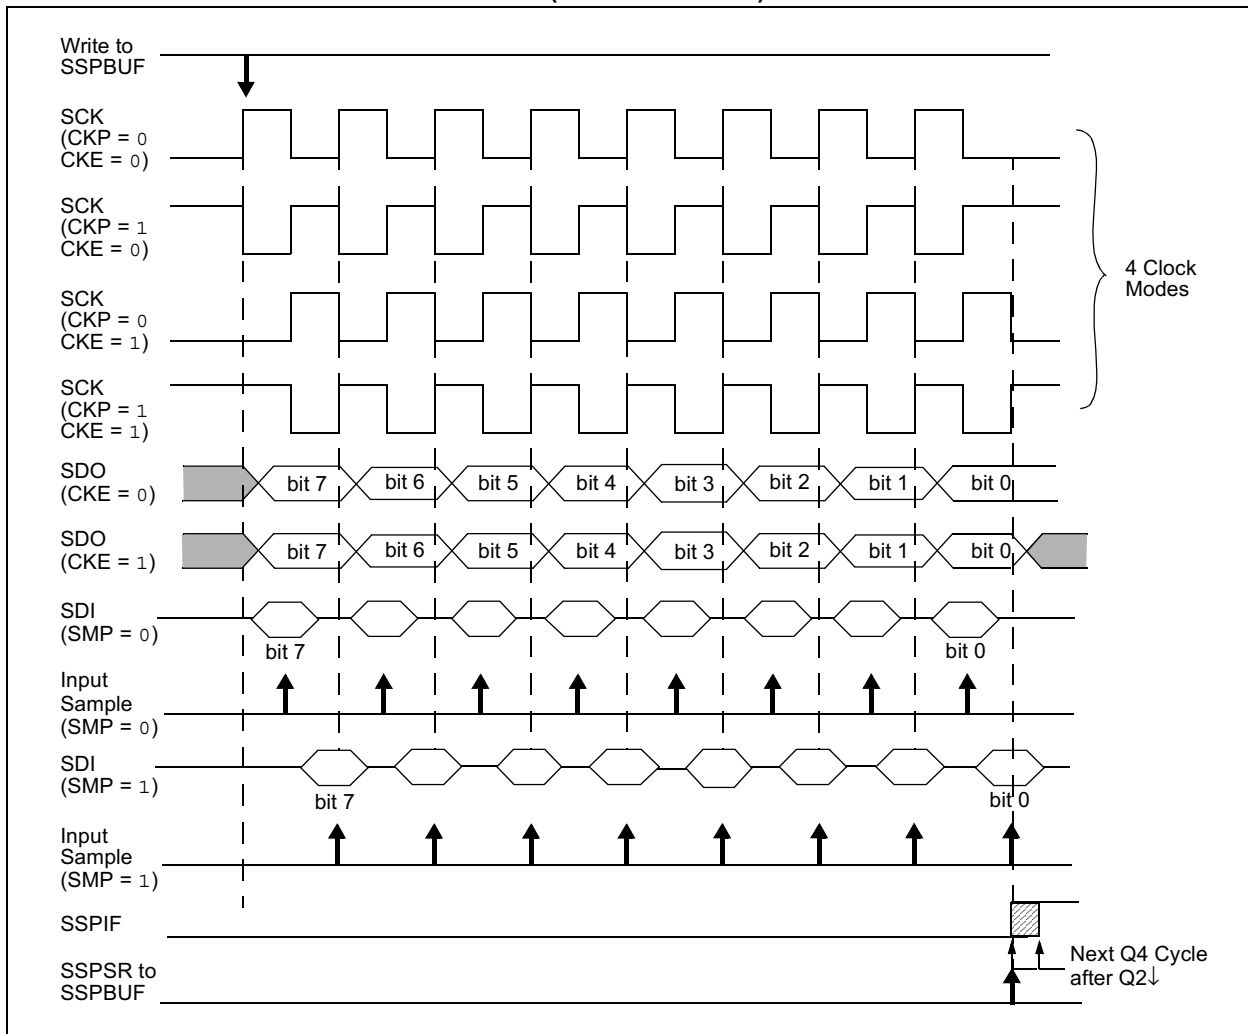 Write to
SSPBUF
SCK
(CKP = 0
CKE = 0)
SCK
(CKP = 1
CKE = 0)
4 Clock
Modes
SCK
(CKP = 0
CKE = 1)
SCK
(CKP = 1
CKE = 1)
SDO
(CKE = 0)
bit 7 bit 6 bit 5 bit 4 bit 3 bit 2 bit 1 bit 0
SDO
(CKE = 1)
bit 7 bit 6 bit 5 bit 4 bit 3 bit 2 bit 1 bit 0
SDI
(SMP = 0)
bit 7 bit 0
Input
Sample
(SMP = 0)
SDI
(SMP = 1)
bit 7 bit 0
Input
Sample
(SMP = 1)
SSPIF
Next Q4 Cycle
after Q2↓
SSPSR to
SSPBUF